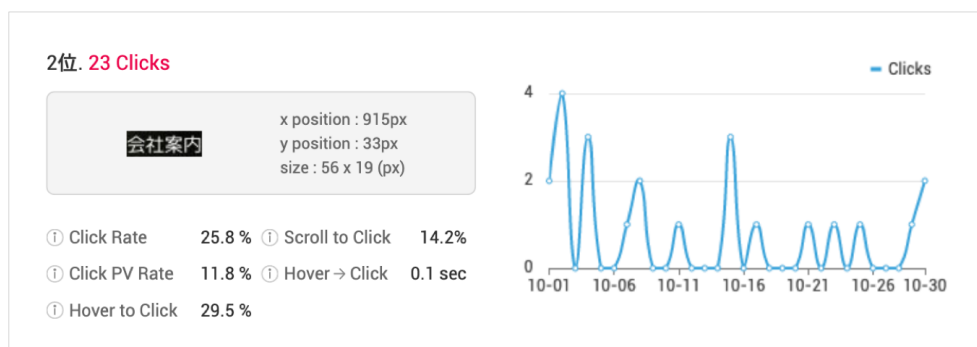 2位. 23 Clicks
会社案内
x position : 915px
y position : 33px
size : 56 x 19 (px)
Click Rate 25.8 % Scroll to Click 14.2%
Click PV Rate 11.8 % Hover → Click 0.1 sec
Hover to Click 29.5 %
Clicks
4
2
0
10-01 10-06 10-11 10-16 10-21 10-26 10-30